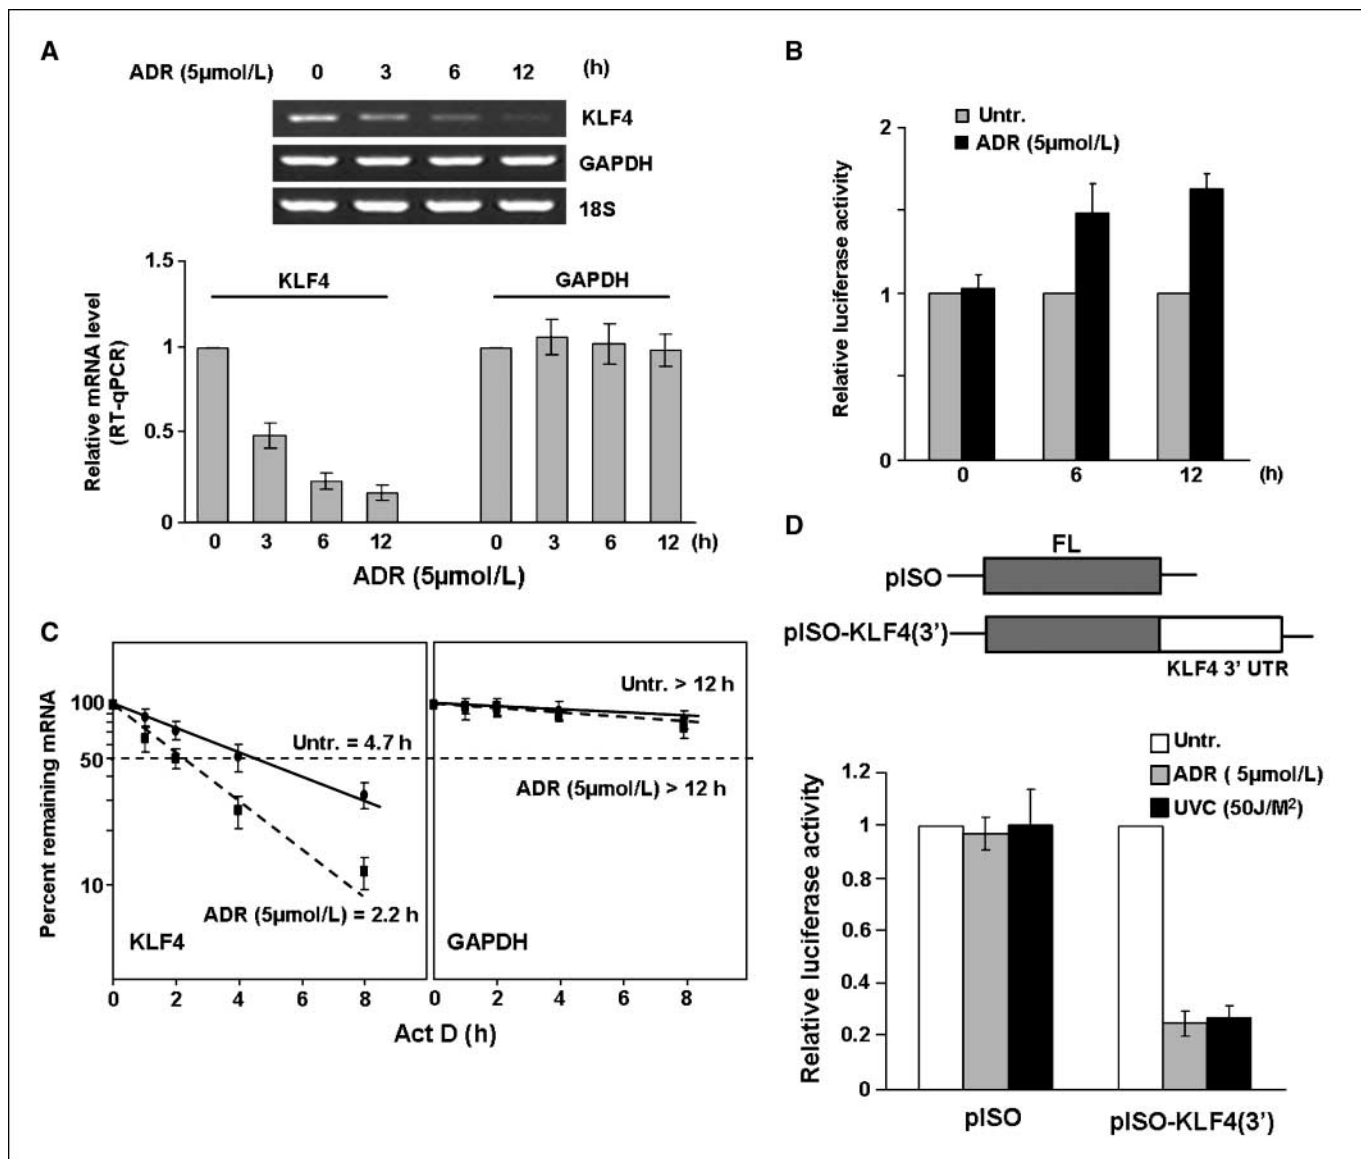 A
ADR (5μmol/L) 0 3 6 12 (h)
KLF4
GAPDH
18S
Relative mRNA level
(RT-qPCR)
1.5
1
0.5
0
KLF4
GAPDH
0 3 6 12 0 3 6 12 (h)
ADR (5μmol/L)
B
Untr.
ADR (5μmol/L)
Relative luciferase activity
2
1
0
0 6 12 (h)
C
Percent remaining mRNA
100
50
10
Untr. = 4.7 h
ADR (5μmol/L) = 2.2 h
KLF4
Untr. > 12 h
ADR (5μmol/L) > 12 h
GAPDH
0 2 4 6 8 0 2 4 6 8
Act D (h)
D
FL
pISO
pISO-KLF4(3')
KLF4 3' UTR
Untr.
ADR ( 5μmol/L)
UVC (50J/M²)
Relative luciferase activity
1.2
1
0.8
0.6
0.4
0.2
0
pISO
pISO-KLF4(3')